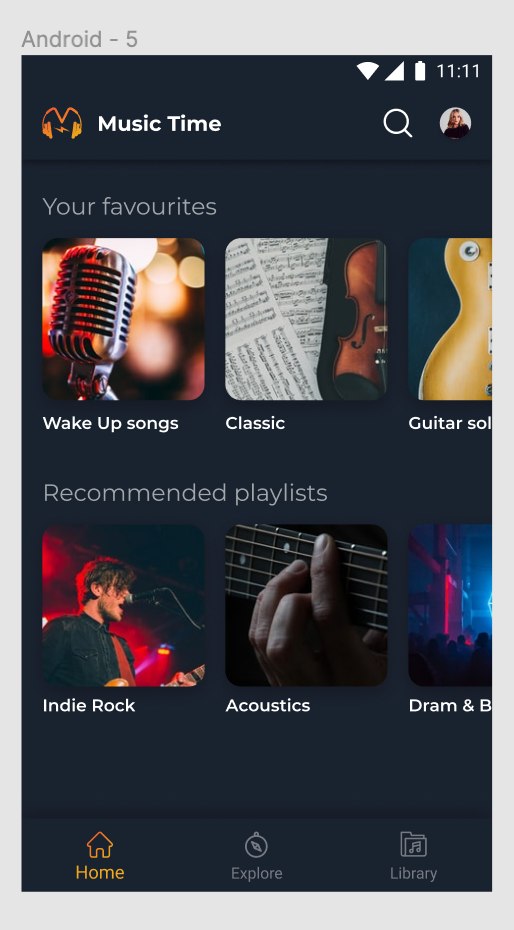 Android - 5
11:11
Music Time
Your favourites
Wake Up songs
Classic
Guitar sol
Recommended playlists
Indie Rock
Acoustics
Dram & B
Home
Explore
Library